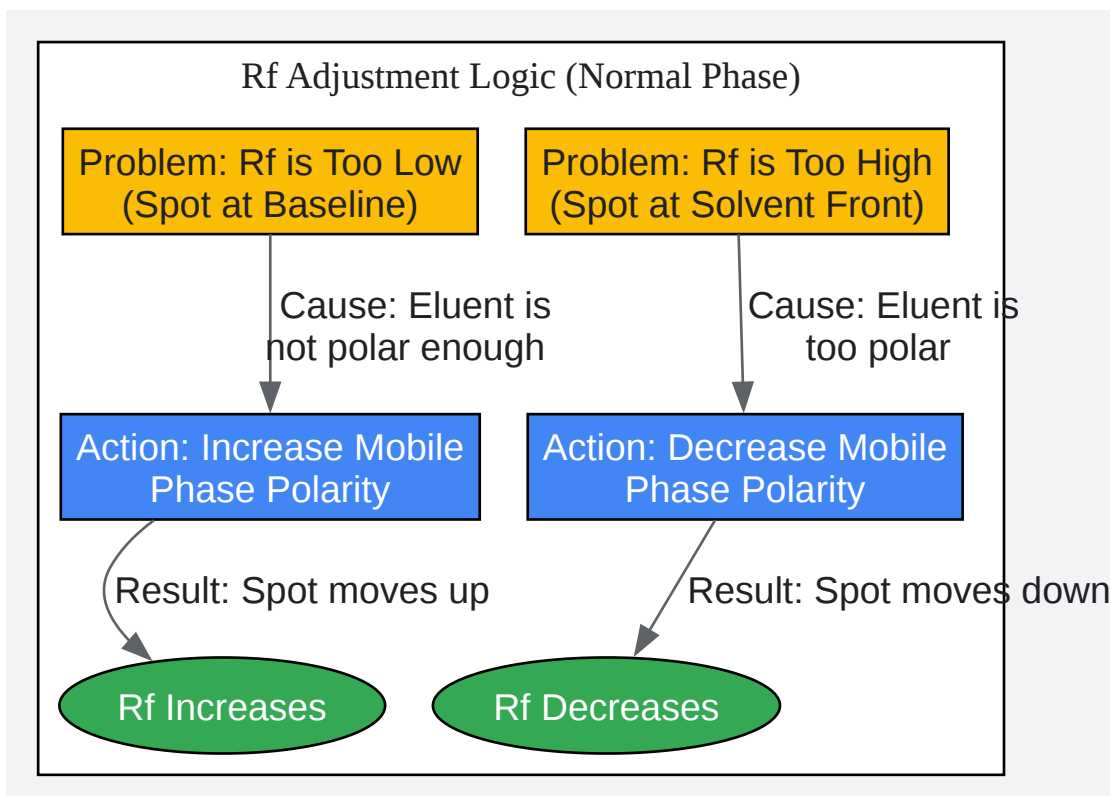 Rf Adjustment Logic (Normal Phase)
Problem: Rf is Too Low
(Spot at Baseline)
Problem: Rf is Too High
(Spot at Solvent Front)
Cause: Eluent is
not polar enough
Cause: Eluent is
too polar
Action: Increase Mobile
Phase Polarity
Action: Decrease Mobile
Phase Polarity
Result: Spot moves up
Result: Spot moves down
Rf Increases
Rf Decreases